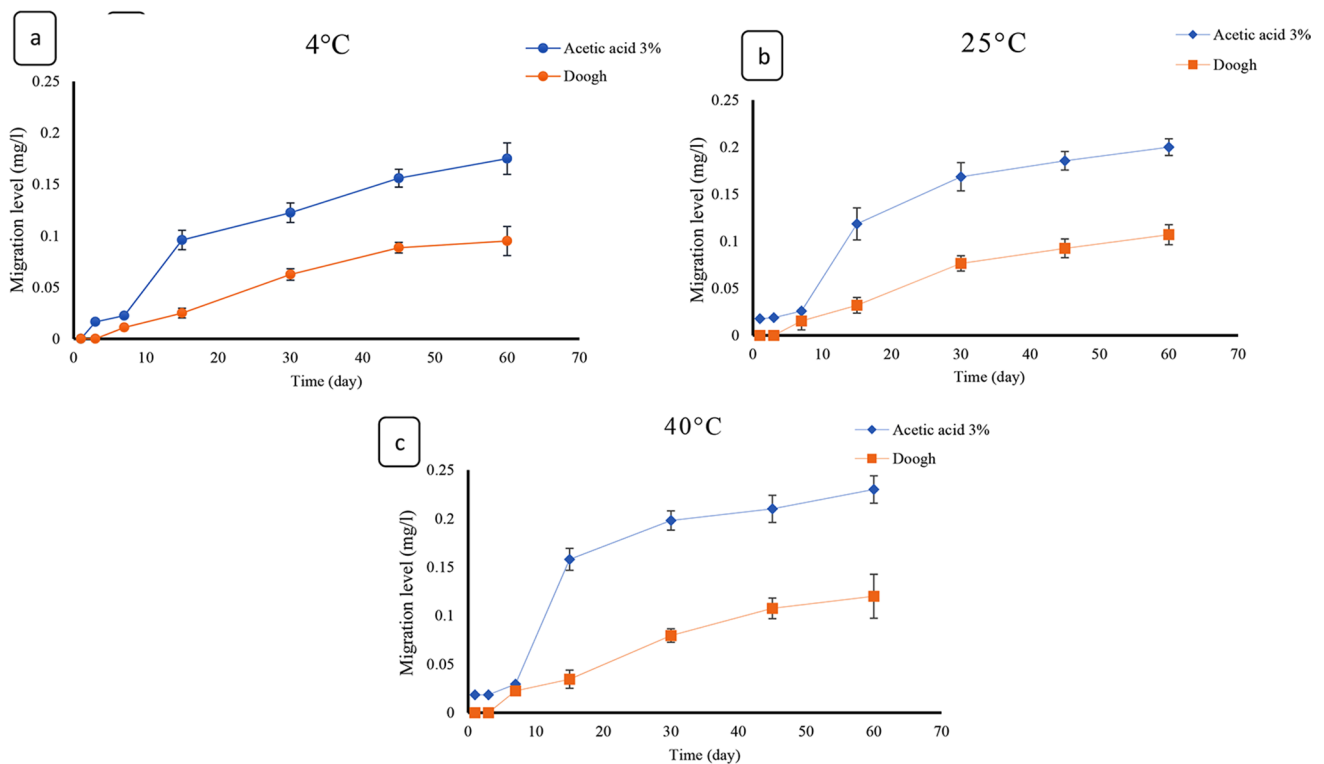 a
4°C
Acetic acid 3%
Doogh
Migration level (mg/l)
0.25
0.2
0.15
0.1
0.05
0
0 10 20 30 40 50 60 70
Time (day)
b
25°C
Acetic acid 3%
Doogh
Migration level (mg/l)
0.25
0.2
0.15
0.1
0.05
0
0 10 20 30 40 50 60 70
Time (day)
c
40°C
Acetic acid 3%
Doogh
Migration level (mg/l)
0.25
0.2
0.15
0.1
0.05
0
0 10 20 30 40 50 60 70
Time (day)